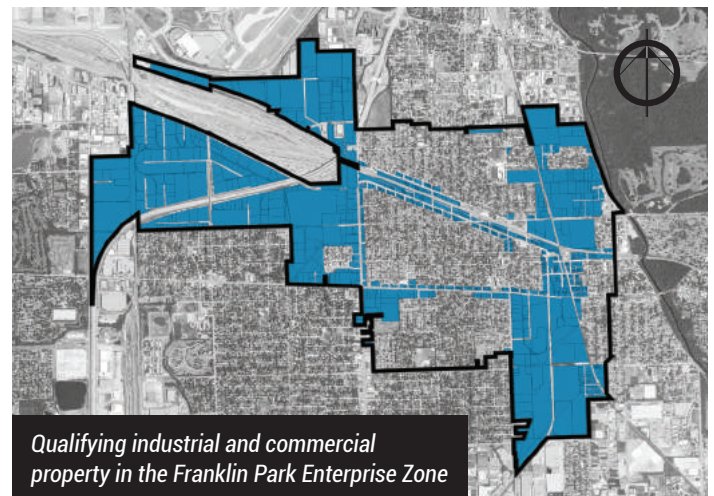 Qualifying industrial and commercial
property in the Franklin Park Enterprise Zone